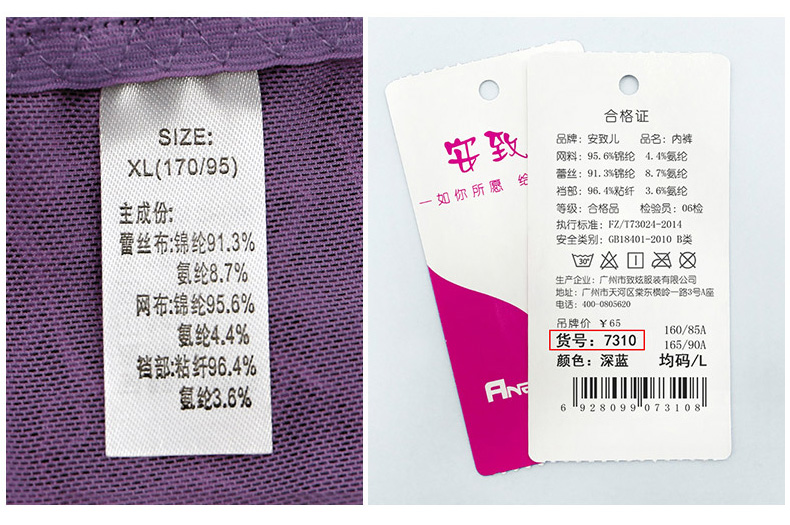 SIZE:
XL(170/95)
主成份:
蕾丝布:锦纶91.3%
氨纶8.7%
网布:锦纶95.6%
氨纶4.4%
裆部:粘纤96.4%
氨纶3.6%
安致
一如你所愿 给
合格证
品牌：安致儿 品名：内裤
网料：95.6%锦纶 4.4%氨纶
蕾丝：91.3%锦纶 8.7%氨纶
裆部：96.4%粘纤 3.6%氨纶
等级：合格品 检验员：06检
执行标准：FZ/T73024-2014
安全类别：GB18401-2010 B类
30
生产企业：广州市致炫服装有限公司
地址：广州市天河区棠东横岭一路3号A座
电话：400-0805620
吊牌价 ￥65
160/85A
货号：7310
165/90A
颜色：深蓝 均码/L
6 928099 073108